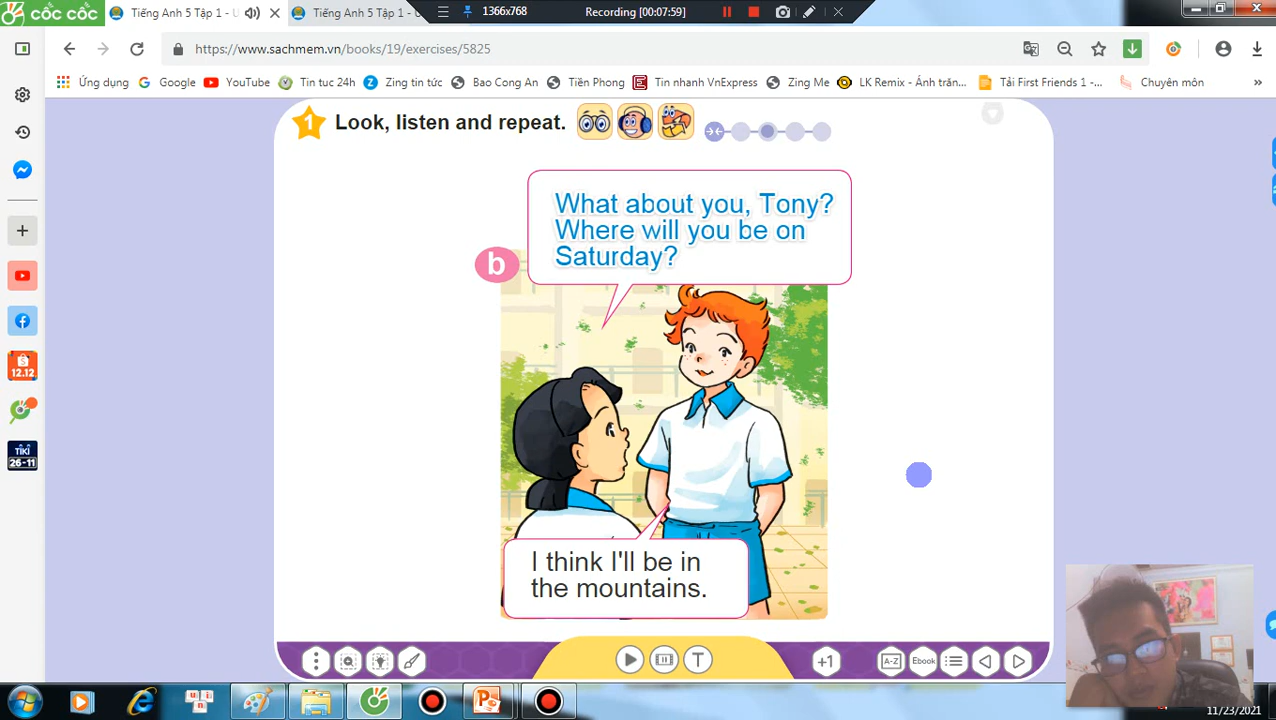 CỐC CỐC
Tiếng Anh 5 Tập 1 - U
Tiếng Anh 5 Tập 1 -
1366x768
Recording [00:07:59]
https://www.sachmem.vn/books/19/exercises/5825
Ứng dụng
Google
YouTube
Tin tuc 24h
Zing tin tức
Bao Cong An
Tiền Phong
Tin nhanh VnExpress
Zing Me
LK Remix - Ảnh trăn...
Tải First Friends 1 -...
Chuyên môn
1 Look, listen and repeat.
What about you, Tony?
Where will you be on
Saturday?
b
I think I'll be in
the mountains.
12.12
TIKI
26-11
T
+1
A-Z
Ebook
11/23/2021